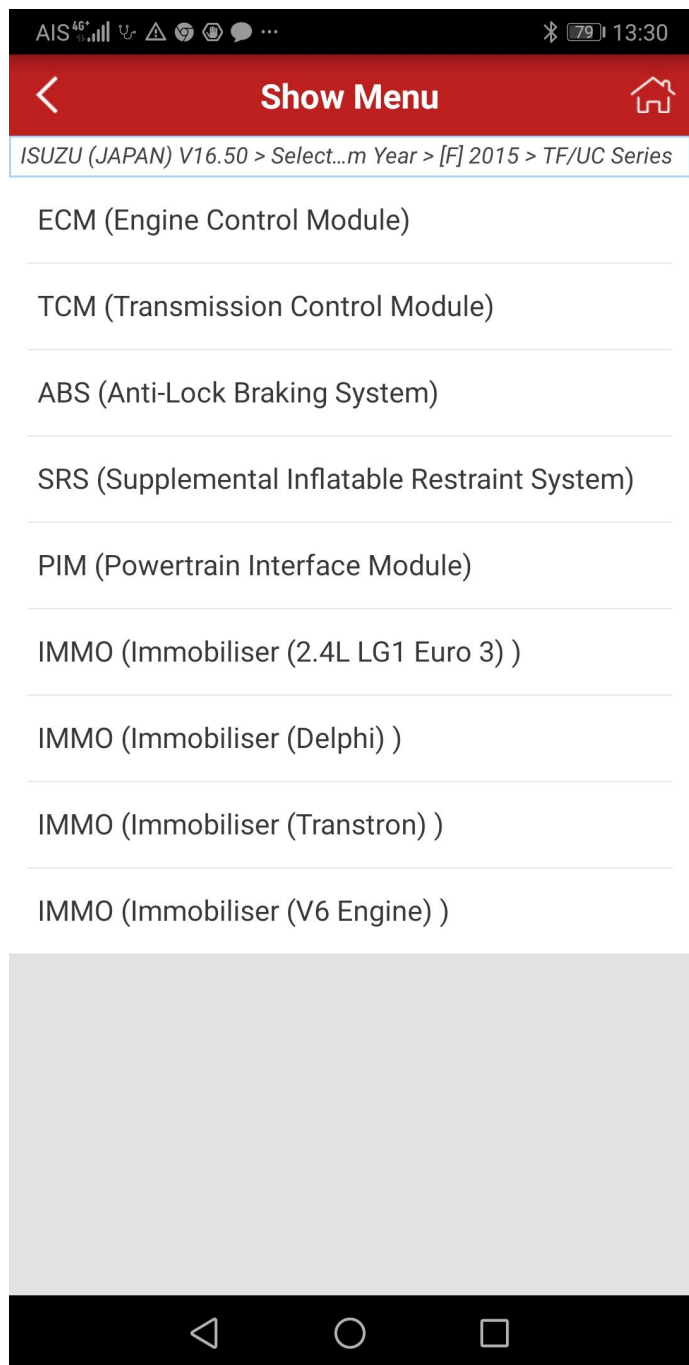 AIS 4G+ 79 13:30
Show Menu
ISUZU (JAPAN) V16.50 > Select...m Year > [F] 2015 > TF/UC Series
ECM (Engine Control Module)
TCM (Transmission Control Module)
ABS (Anti-Lock Braking System)
SRS (Supplemental Inflatable Restraint System)
PIM (Powertrain Interface Module)
IMMO (Immobiliser (2.4L LG1 Euro 3) )
IMMO (Immobiliser (Delphi) )
IMMO (Immobiliser (Transtron) )
IMMO (Immobiliser (V6 Engine) )